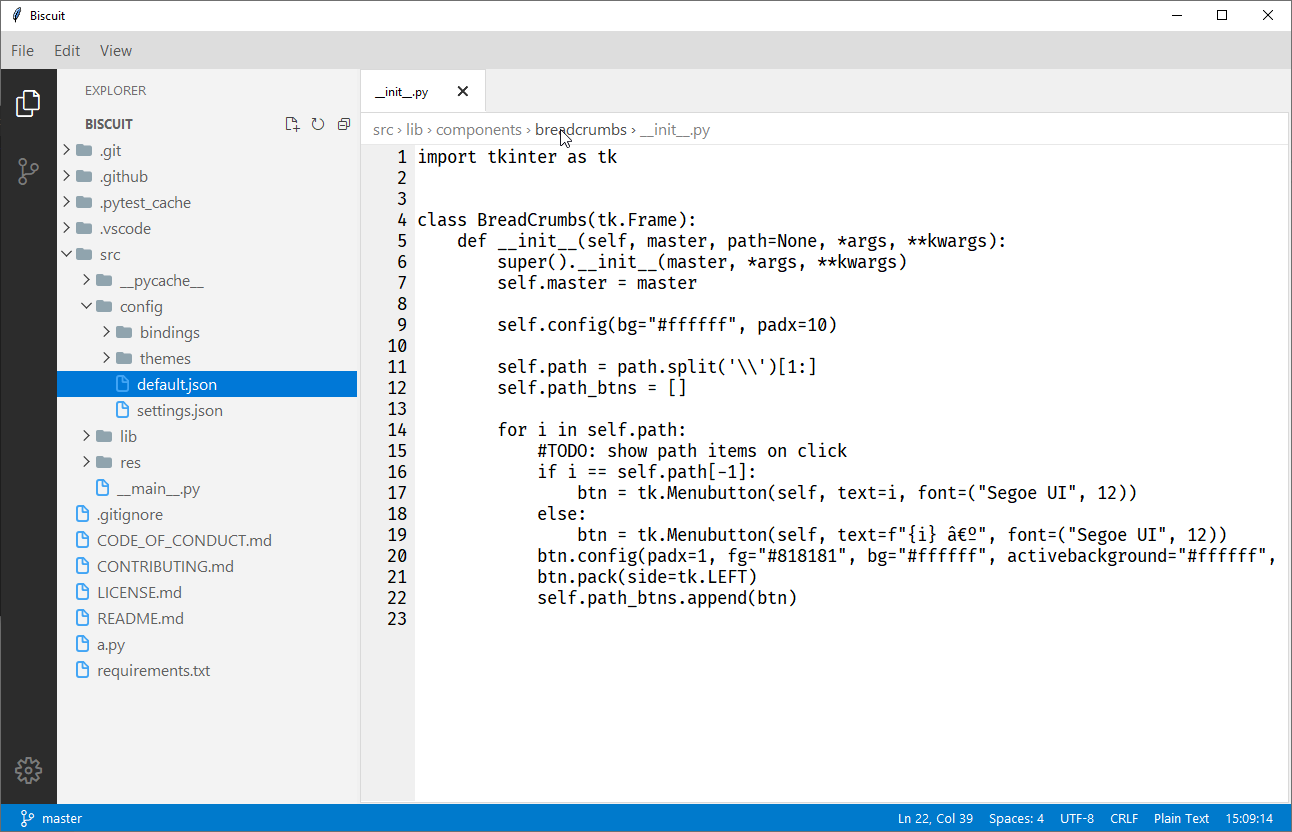 Biscuit
File Edit View
EXPLORER
BISCUIT
.git
.github
.pytest_cache
.vscode
src
__pycache__
config
bindings
themes
default.json
settings.json
lib
res
__main__.py
.gitignore
CODE_OF_CONDUCT.md
CONTRIBUTING.md
LICENSE.md
README.md
a.py
requirements.txt
__init__.py
src › lib › components › breadcrumbs › __init__.py
1 import tkinter as tk
2
3
4 class BreadCrumbs(tk.Frame):
5     def __init__(self, master, path=None, *args, **kwargs):
6         super().__init__(master, *args, **kwargs)
7         self.master = master
8
9         self.config(bg="#ffffff", padx=10)
10
11         self.path = path.split('\\')[1:]
12         self.path_btns = []
13
14         for i in self.path:
15             #TODO: show path items on click
16             if i == self.path[-1]:
17                 btn = tk.Menubutton(self, text=i, font=("Segoe UI", 12))
18             else:
19                 btn = tk.Menubutton(self, text=f"{i} â€º", font=("Segoe UI", 12))
20             btn.config(padx=1, fg="#818181", bg="#ffffff", activebackground="#ffffff",
21             btn.pack(side=tk.LEFT)
22             self.path_btns.append(btn)
23
master
Ln 22, Col 39 Spaces: 4 UTF-8 CRLF Plain Text 15:09:14